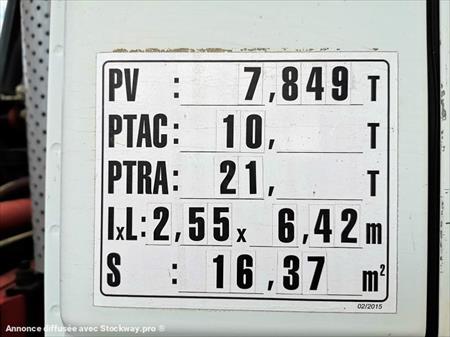 PV : 7,849 T
PTAC: 10, T
PTRA: 21, T
lxL: 2,55 x 6,42 m
S : 16,37 m²
02/2015
Annonce diffusée avec Stockway.pro ®